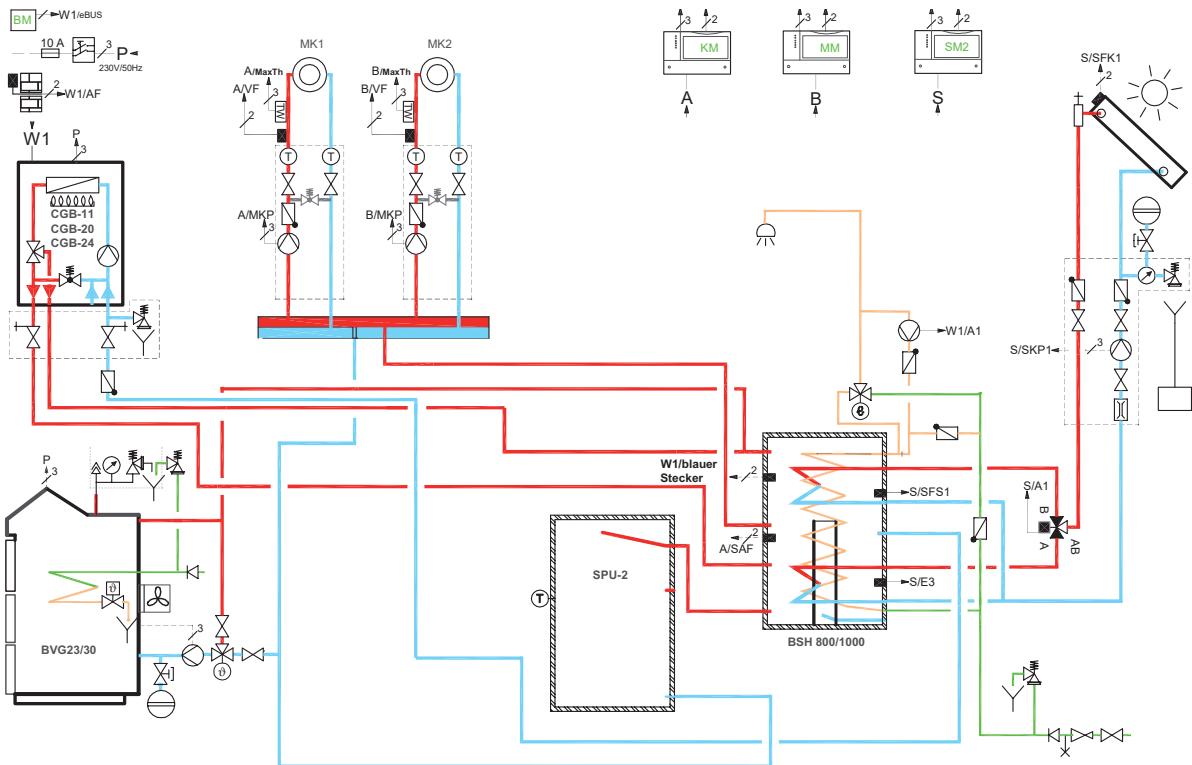 BM
2
W1/eBUS
10 A
3
P
230V/50Hz
2
W1/AF
W1
P
3
CGB-11
CGB-20
CGB-24
MK1
MK2
A/MaxTh
3
A/VF
2
TW
T
T
A/MKP
3
B/MaxTh
3
B/VF
2
TW
T
T
B/MKP
3
3
2
KM
A
3
2
MM
B
3
2
SM2
S
S/SFK1
2
W1/A1
S/SKP1
3
W1/blauer
Stecker
2
A/SAF
2
S/SFS1
S/E3
S/A1
B
A
AB
P
3
SPU-2
T
BSH 800/1000
BVG23/30
3
ϑ
ϑ
ϑ